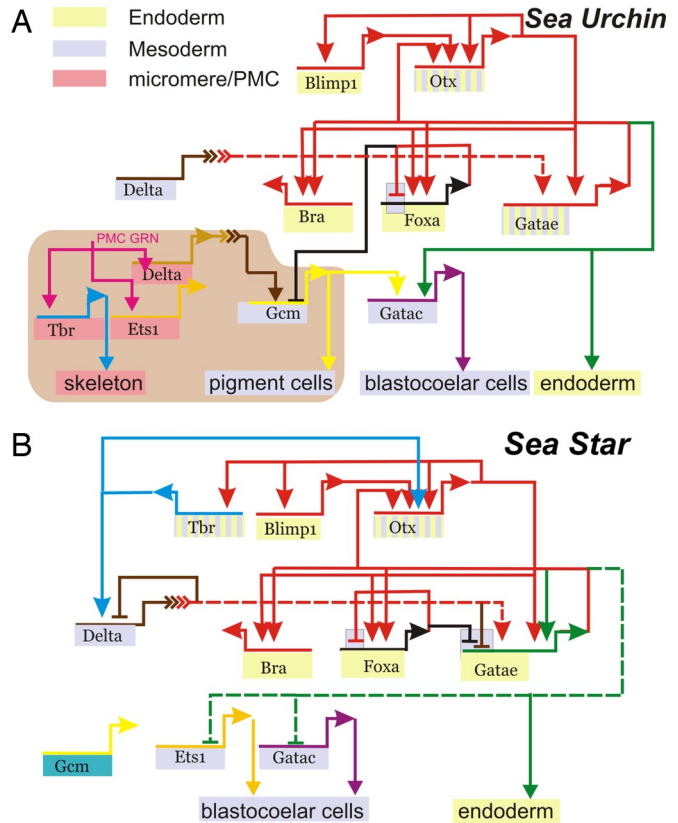 A
Sea Urchin
Endoderm
Mesoderm
micromere/PMC
Blimp1
Otx
Delta
Bra
Foxa
Gatae
PMC GRN
Delta
Gcm
Gatac
Tbr
Ets1
skeleton
pigment cells
blastocoelar cells
endoderm
B
Sea Star
Tbr
Blimp1
Otx
Delta
Bra
Foxa
Gatae
Gcm
Ets1
Gatac
blastocoelar cells
endoderm